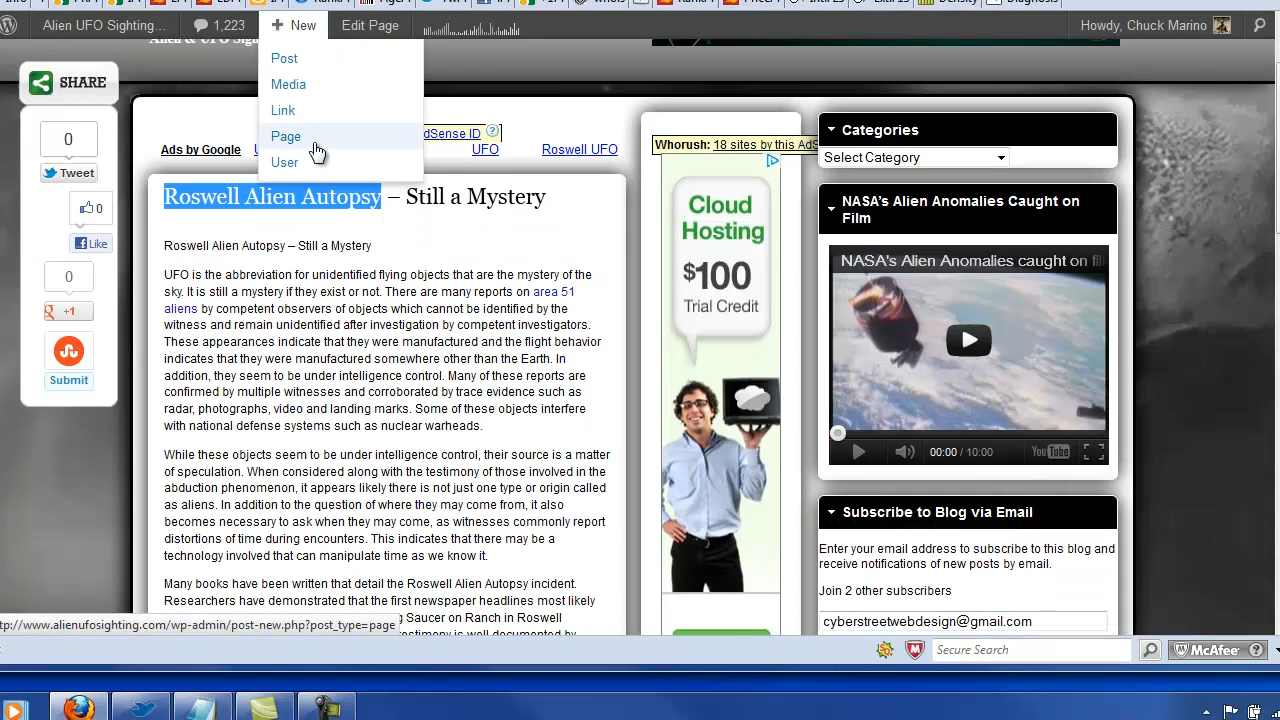 Alien UFO Sighting...
1,223
+ New
Edit Page
Howdy, Chuck Marino
Post
Media
Link
Page
User
SHARE
0
Tweet
0
Like
0
+1
Submit
dSense ID
Ads by Google
UFO
Roswell UFO
Roswell Alien Autopsy – Still a Mystery
Roswell Alien Autopsy – Still a Mystery
UFO is the abbreviation for unidentified flying objects that are the mystery of the
sky. It is still a mystery if they exist or not. There are many reports on area 51
aliens by competent observers of objects which cannot be identified by the
witness and remain unidentified after investigation by competent investigators.
These appearances indicate that they were manufactured and the flight behavior
indicates that they were manufactured somewhere other than the Earth. In
addition, they seem to be under intelligence control. Many of these reports are
confirmed by multiple witnesses and corroborated by trace evidence such as
radar, photographs, video and landing marks. Some of these objects interfere
with national defense systems such as nuclear warheads.
While these objects seem to be under intelligence control, their source is a matter
of speculation. When considered along with the testimony of those involved in the
abduction phenomenon, it appears likely there is not just one type or origin called
as aliens. In addition to the question of where they may come from, it also
becomes necessary to ask when they may come, as witnesses commonly report
distortions of time during encounters. This indicates that there may be a
technology involved that can manipulate time as we know it.
Many books have been written that detail the Roswell Alien Autopsy incident.
Researchers have demonstrated that the first newspaper headlines most likely
g Saucer on Ranch in Roswell
Whorush: 18 sites by this AdS
Cloud
Hosting
$100
Trial Credit
Categories
Select Category
NASA's Alien Anomalies Caught on
Film
NASA's Alien Anomalies caught on fil
00:00 / 10:00
YouTube
Subscribe to Blog via Email
Enter your email address to subscribe to this blog and
receive notifications of new posts by email.
Join 2 other subscribers
cyberstreetwebdesign@gmail.com
tp://www.alienufosighting.com/wp-admin/post-new.php?post_type=page
Secure Search
McAfee